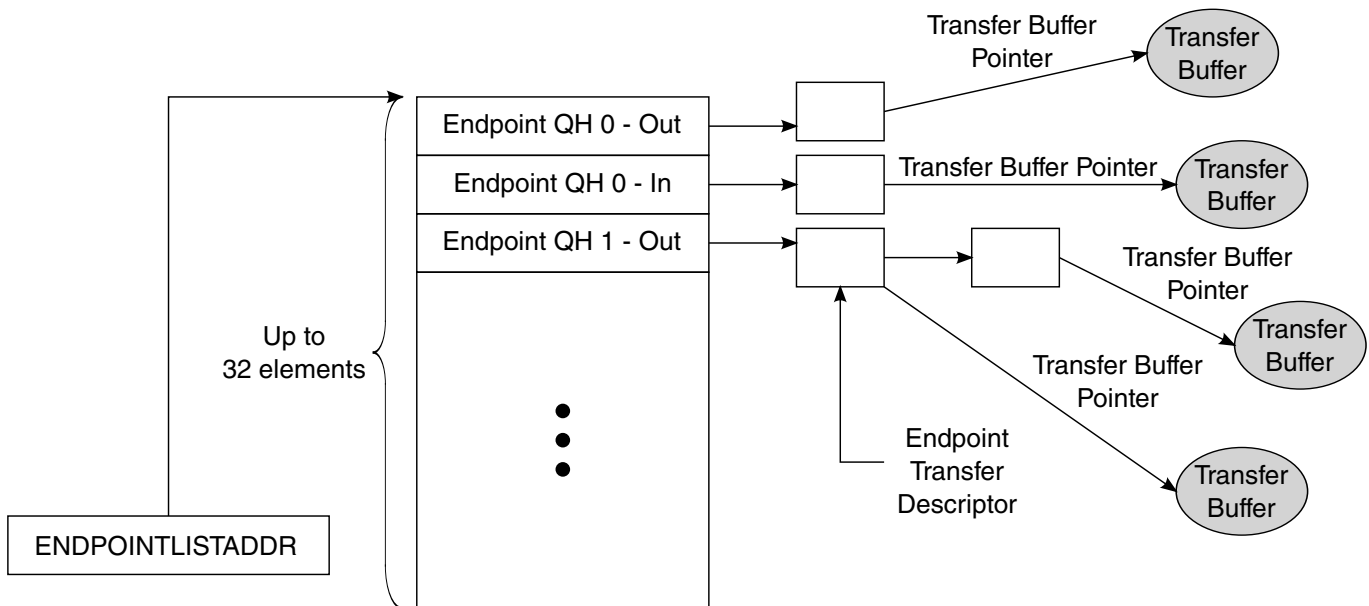 Transfer Buffer
Pointer
Transfer
Buffer
Endpoint QH 0 - Out
Endpoint QH 0 - In
Transfer Buffer Pointer
Transfer
Buffer
Endpoint QH 1 - Out
Transfer Buffer
Pointer
Transfer
Buffer
Up to
32 elements
Transfer Buffer
Pointer
Endpoint
Transfer
Descriptor
Transfer
Buffer
ENDPOINTLISTADDR